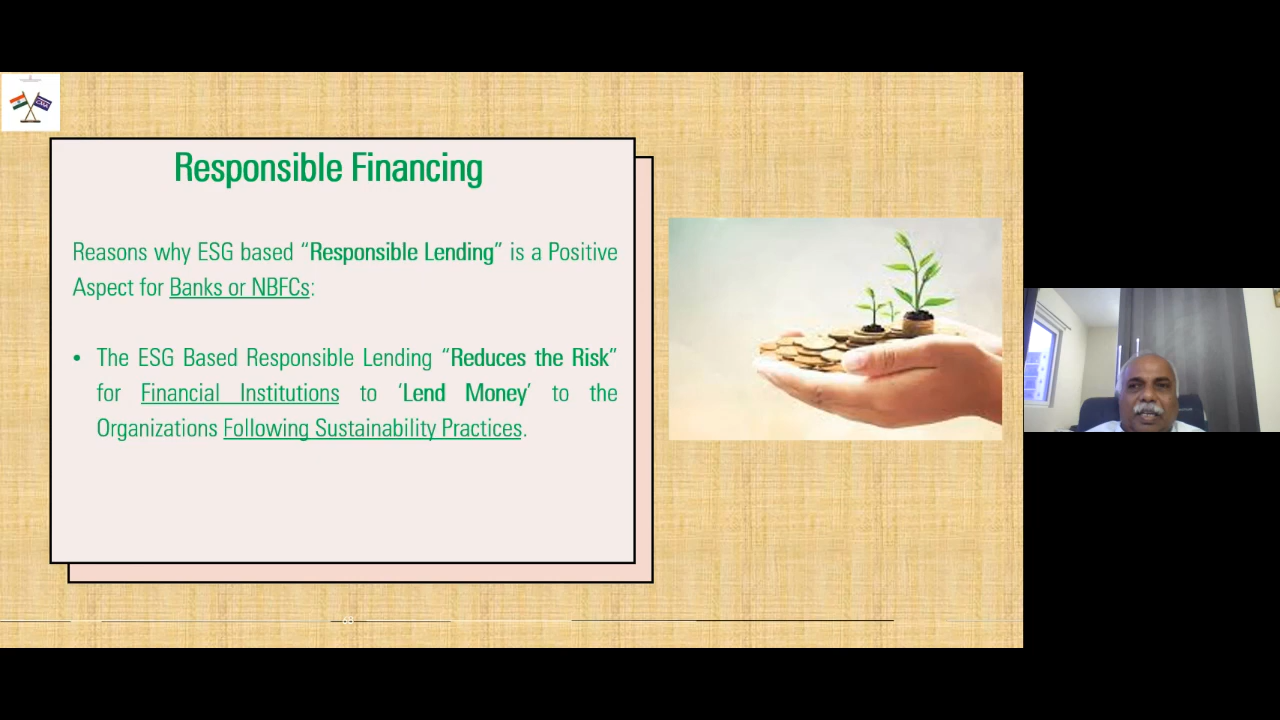 Responsible Financing
Reasons why ESG based “Responsible Lending” is a Positive
Aspect for Banks or NBFCs:
• The ESG Based Responsible Lending “Reduces the Risk”
for Financial Institutions to ‘Lend Money’ to the
Organizations Following Sustainability Practices.